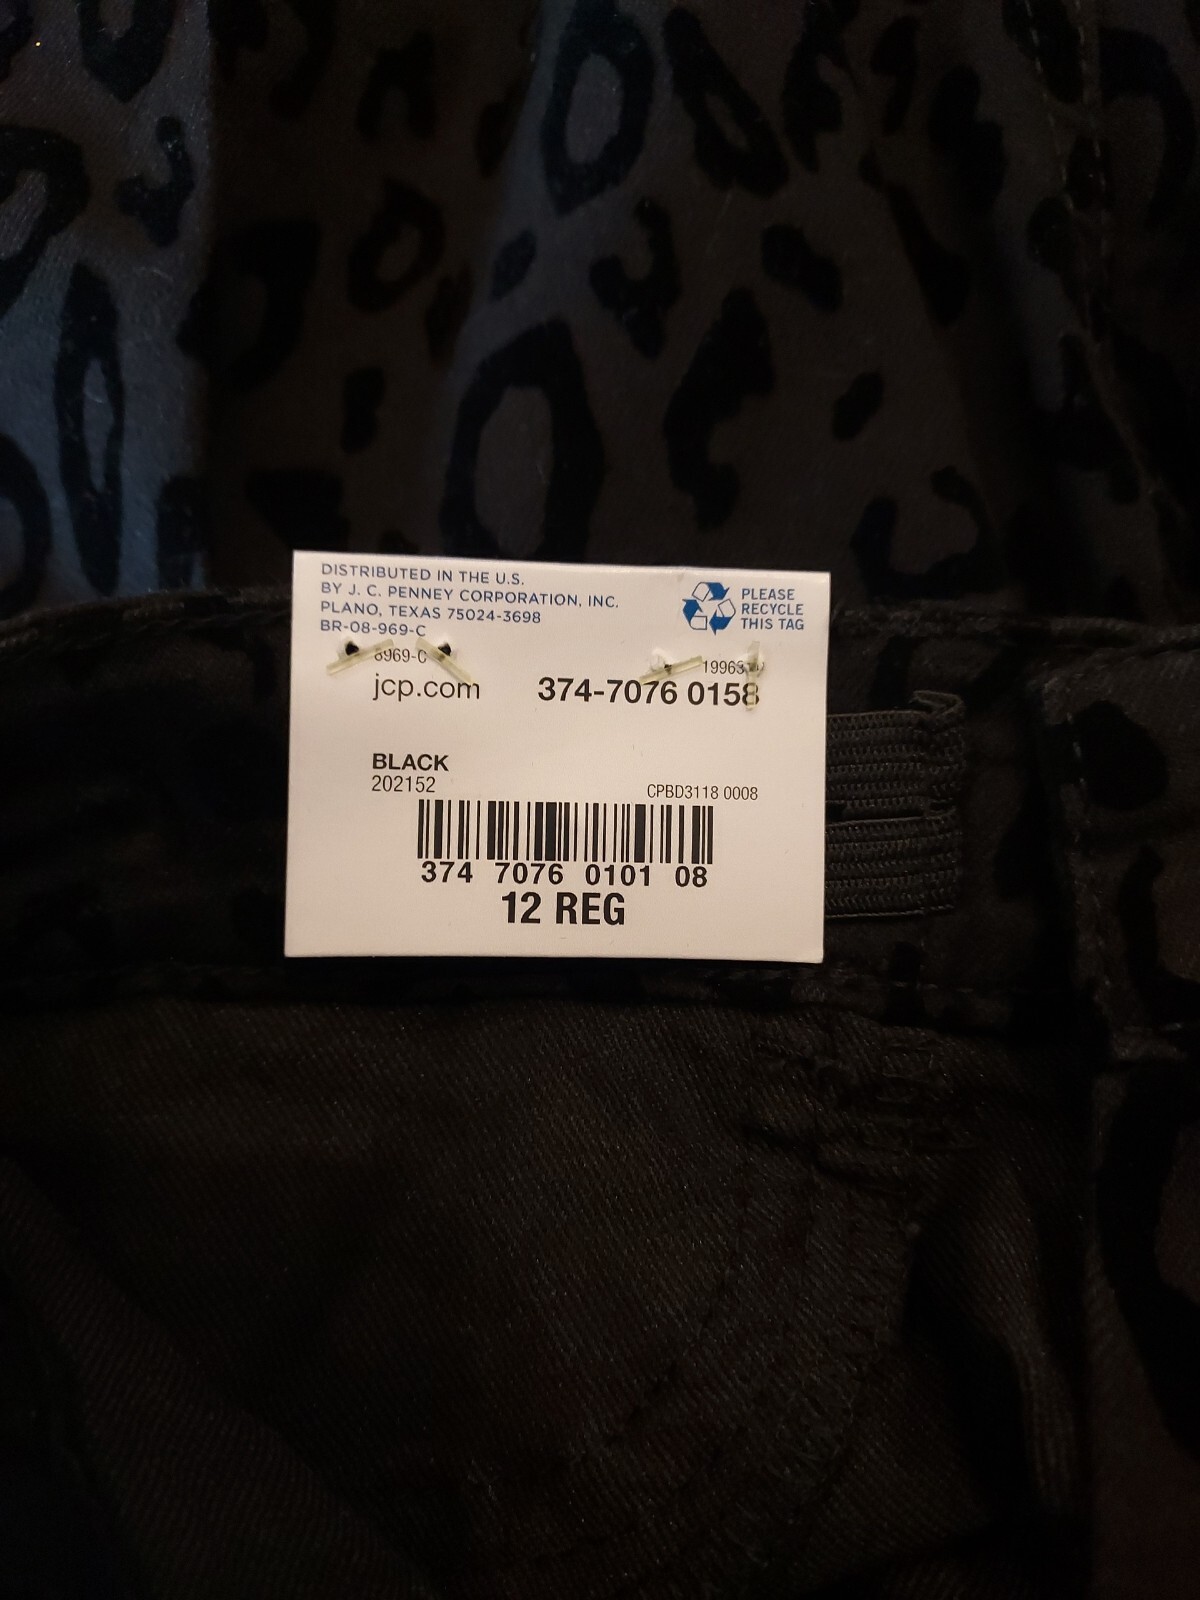 DISTRIBUTED IN THE U.S.
BY J. C. PENNEY CORPORATION, INC.
PLANO, TEXAS 75024-3698
BR-08-969-C
PLEASE
RECYCLE
THIS TAG
8969-C
jcp.com
374-7076 0158
BLACK
202152
CPBD3118 0008
374 7076 0101 08
12 REG